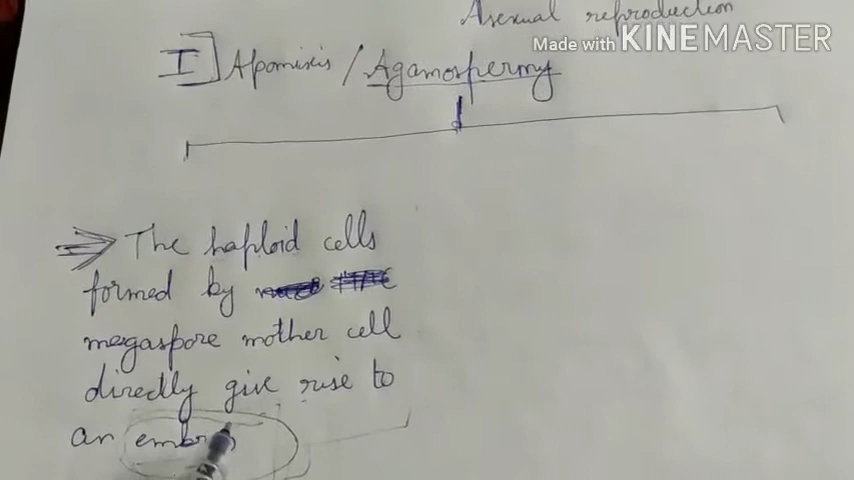 Asexual reproduction
Made with KINEMASTER
I] Apomixis / Agamospermy
The haploid cells
formed by
megaspore mother cell
directly give rise to
an embryo